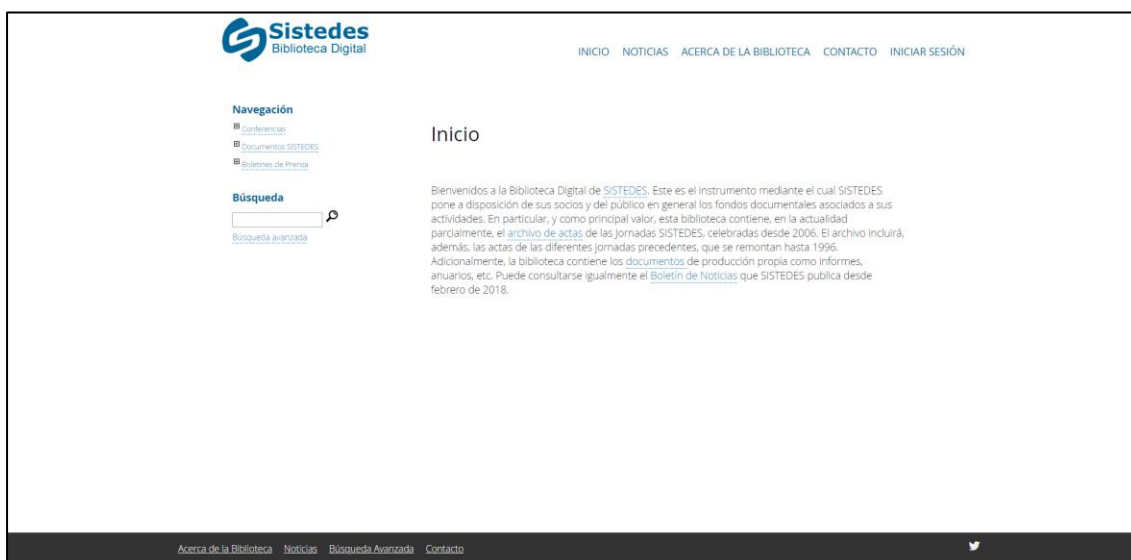 Sistedes
Biblioteca Digital
INICIO NOTICIAS ACERCA DE LA BIBLIOTECA CONTACTO INICIAR SESIÓN
Navegación
Conferencias
Documentos SISTEDES
Boletines de Prensa
Búsqueda
Búsqueda avanzada
Inicio
Bienvenidos a la Biblioteca Digital de SISTEDES. Este es el instrumento mediante el cual SISTEDES
pone a disposición de sus socios y del público en general los fondos documentales asociados a sus
actividades. En particular, y como principal valor, esta biblioteca contiene, en la actualidad
parcialmente, el archivo de actas de las Jornadas SISTEDES, celebradas desde 2006. El archivo incluirá,
además, las actas de las diferentes jornadas precedentes, que se remontan hasta 1996.
Adicionalmente, la biblioteca contiene los documentos de producción propia como informes,
anuarios, etc. Puede consultarse igualmente el Boletín de Noticias que SISTEDES publica desde
febrero de 2018.
Acerca de la Biblioteca Noticias Búsqueda Avanzada Contacto